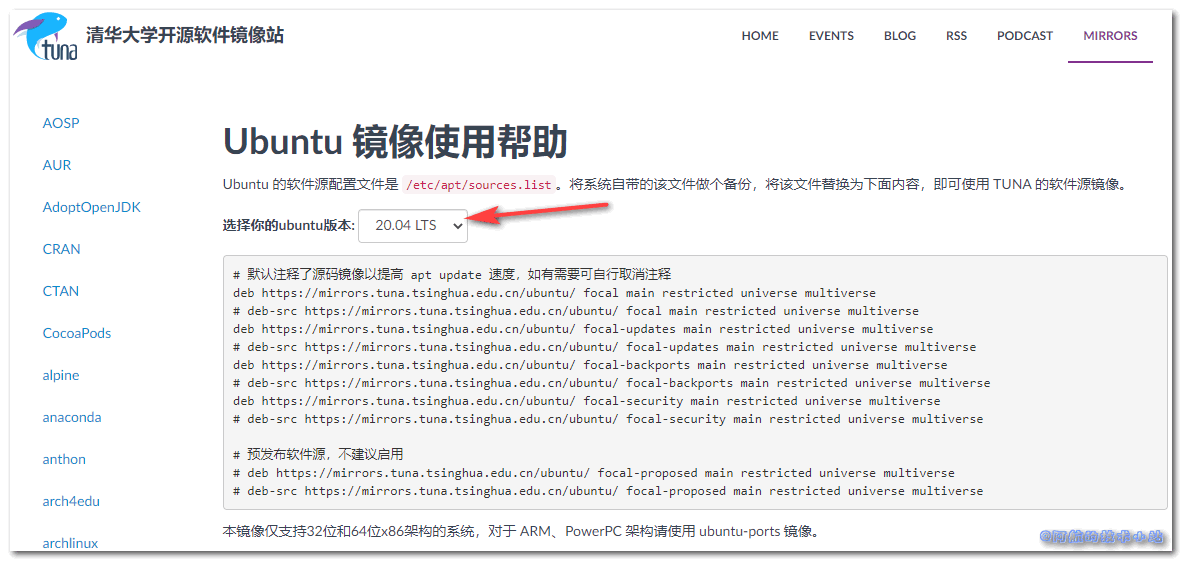 tuna 清华大学开源软件镜像站
HOME EVENTS BLOG RSS PODCAST MIRRORS
AOSP
AUR
AdoptOpenJDK
CRAN
CTAN
CocoaPods
alpine
anaconda
anthon
arch4edu
archlinux
Ubuntu 镜像使用帮助
Ubuntu 的软件源配置文件是 /etc/apt/sources.list。将系统自带的该文件做个备份，将该文件替换为下面内容，即可使用 TUNA 的软件源镜像。
选择你的ubuntu版本: 20.04 LTS
# 默认注释了源码镜像以提高 apt update 速度，如有需要可自行取消注释
deb https://mirrors.tuna.tsinghua.edu.cn/ubuntu/ focal main restricted universe multiverse
# deb-src https://mirrors.tuna.tsinghua.edu.cn/ubuntu/ focal main restricted universe multiverse
deb https://mirrors.tuna.tsinghua.edu.cn/ubuntu/ focal-updates main restricted universe multiverse
# deb-src https://mirrors.tuna.tsinghua.edu.cn/ubuntu/ focal-updates main restricted universe multiverse
deb https://mirrors.tuna.tsinghua.edu.cn/ubuntu/ focal-backports main restricted universe multiverse
# deb-src https://mirrors.tuna.tsinghua.edu.cn/ubuntu/ focal-backports main restricted universe multiverse
deb https://mirrors.tuna.tsinghua.edu.cn/ubuntu/ focal-security main restricted universe multiverse
# deb-src https://mirrors.tuna.tsinghua.edu.cn/ubuntu/ focal-security main restricted universe multiverse
# 预发布软件源，不建议启用
# deb https://mirrors.tuna.tsinghua.edu.cn/ubuntu/ focal-proposed main restricted universe multiverse
# deb-src https://mirrors.tuna.tsinghua.edu.cn/ubuntu/ focal-proposed main restricted universe multiverse
本镜像仅支持32位和64位x86架构的系统，对于 ARM、PowerPC 架构请使用 ubuntu-ports 镜像。